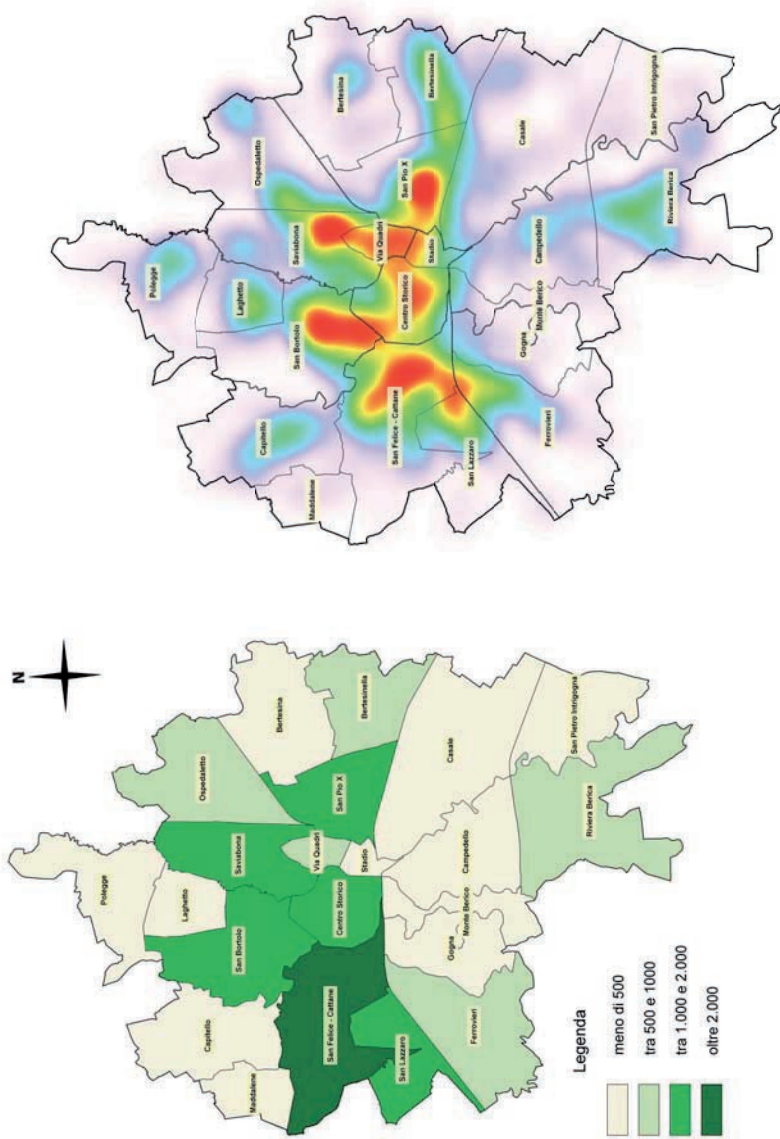 N
Polegge
Laghetto
Capitello
Maddalene
San Bortolo
Saviabona
Ospedaletto
Bertesina
Bertesinella
San Pio X
Via Quadri
Stadio
Centro Storico
San Felice - Cattane
San Lazzaro
Ferrovieri
Gogna
Monte Berico
Campedello
Casale
San Pietro Intrigogna
Riviera Berica
Legenda
meno di 500
tra 500 e 1000
tra 1.000 e 2.000
oltre 2.000
Polegge
Laghetto
Capitello
Maddalene
San Bortolo
Saviabona
Ospedaletto
Bertesina
Bertesinella
San Pio X
Via Quadri
Stadio
Centro Storico
San Felice - Cattane
San Lazzaro
Ferrovieri
Gogna
Monte Berico
Campedello
Casale
San Pietro Intrigogna
Riviera Berica